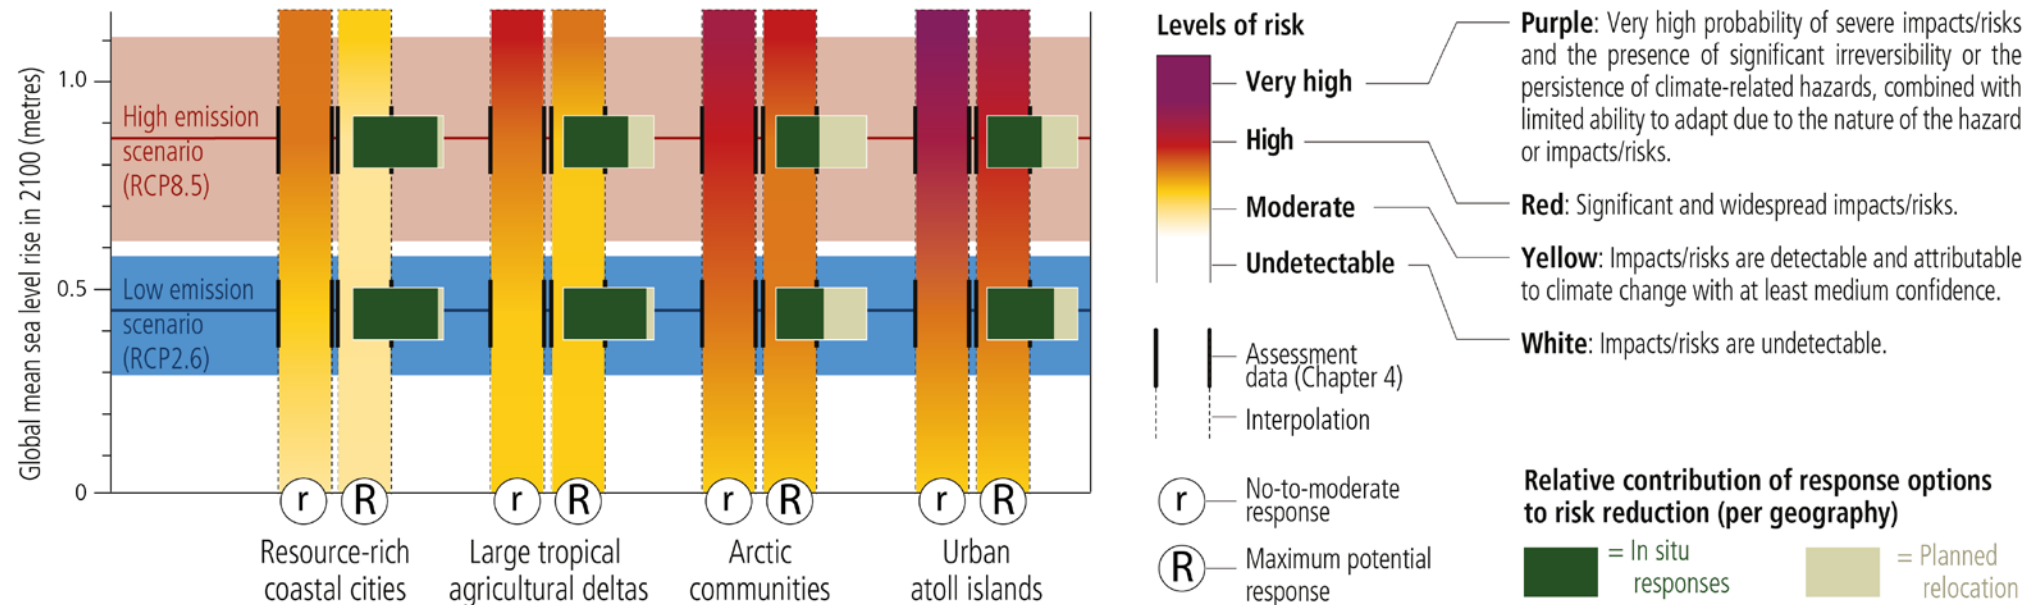 Global mean sea level rise in 2100 (metres)
1.0
0.5
0
High emission
scenario
(RCP8.5)
Low emission
scenario
(RCP2.6)
r
R
r
R
r
R
r
R
Resource-rich
coastal cities
Large tropical
agricultural deltas
Arctic
communities
Urban
atoll islands
Levels of risk
Very high
High
Moderate
Undetectable
Assessment
data (Chapter 4)
Interpolation
r
No-to-moderate
response
R
Maximum potential
response
Purple: Very high probability of severe impacts/risks
and the presence of significant irreversibility or the
persistence of climate-related hazards, combined with
limited ability to adapt due to the nature of the hazard
or impacts/risks.
Red: Significant and widespread impacts/risks.
Yellow: Impacts/risks are detectable and attributable
to climate change with at least medium confidence.
White: Impacts/risks are undetectable.
Relative contribution of response options
to risk reduction (per geography)
= In situ
responses
= Planned
relocation